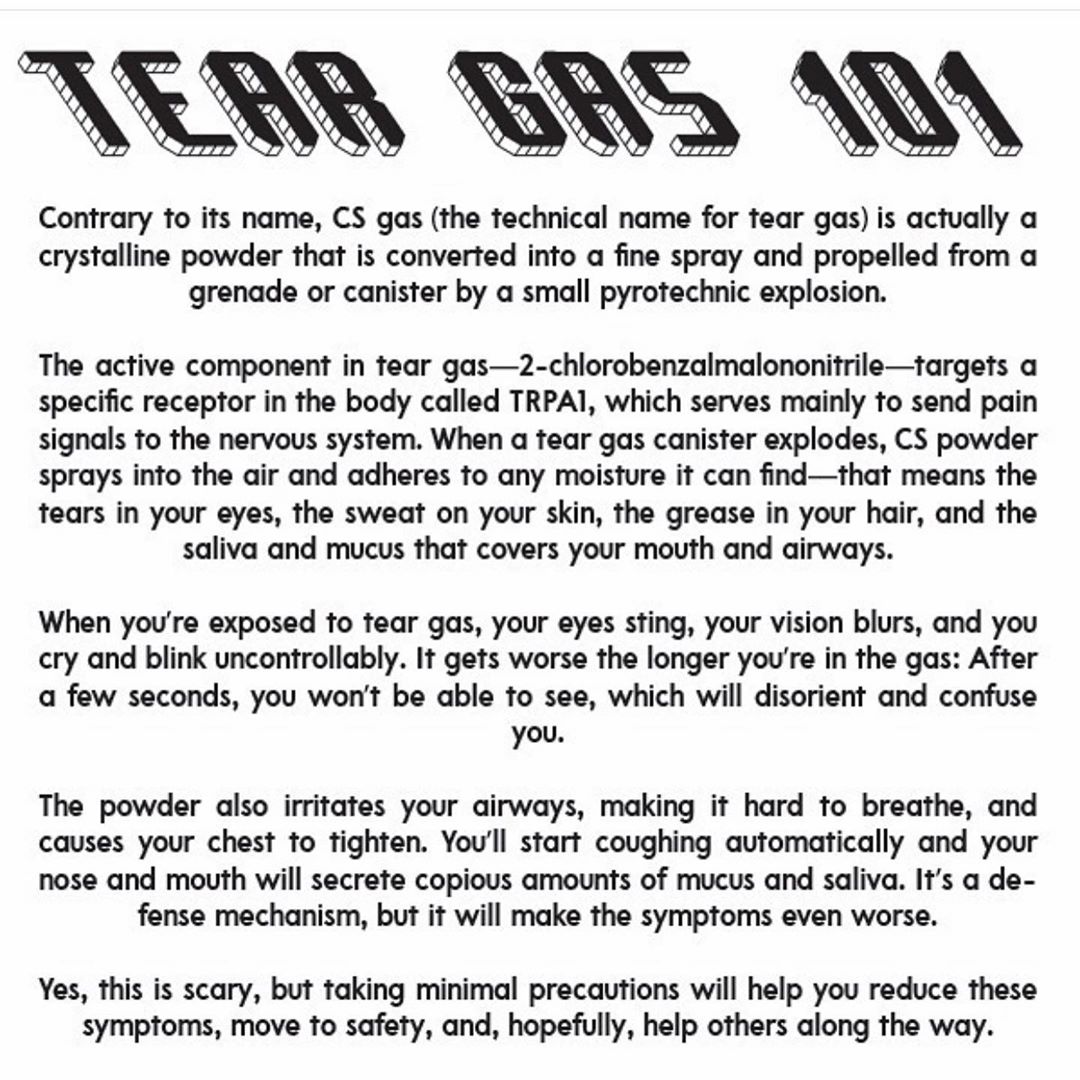 TEAR GAS 101
Contrary to its name, CS gas (the technical name for tear gas) is actually a
crystalline powder that is converted into a fine spray and propelled from a
grenade or canister by a small pyrotechnic explosion.
The active component in tear gas—2-chlorobenzalmalononitrile—targets a
specific receptor in the body called TRPA1, which serves mainly to send pain
signals to the nervous system. When a tear gas canister explodes, CS powder
sprays into the air and adheres to any moisture it can find—that means the
tears in your eyes, the sweat on your skin, the grease in your hair, and the
saliva and mucus that covers your mouth and airways.
When you're exposed to tear gas, your eyes sting, your vision blurs, and you
cry and blink uncontrollably. It gets worse the longer you're in the gas: After
a few seconds, you won't be able to see, which will disorient and confuse
you.
The powder also irritates your airways, making it hard to breathe, and
causes your chest to tighten. You'll start coughing automatically and your
nose and mouth will secrete copious amounts of mucus and saliva. It's a de-
fense mechanism, but it will make the symptoms even worse.
Yes, this is scary, but taking minimal precautions will help you reduce these
symptoms, move to safety, and, hopefully, help others along the way.